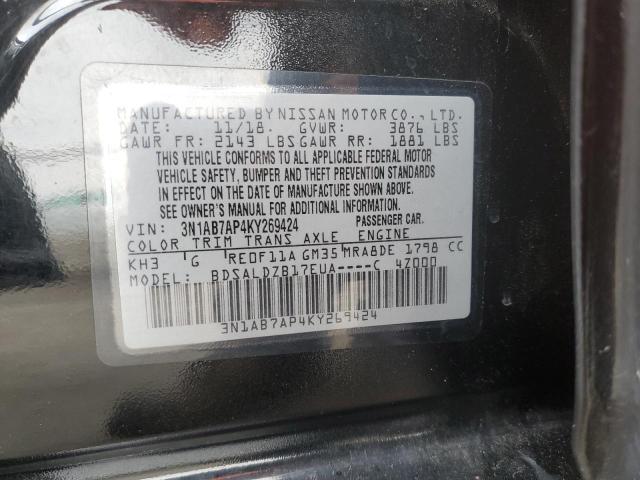 MANUFACTURED BY NISSAN MOTOR CO., LTD.
DATE: 11/18. GVWR: 3876 LBS
GAWR FR: 2143 LBS GAWR RR: 1881 LBS
THIS VEHICLE CONFORMS TO ALL APPLICABLE FEDERAL MOTOR
VEHICLE SAFETY, BUMPER AND THEFT PREVENTION STANDARDS
IN EFFECT ON THE DATE OF MANUFACTURE SHOWN ABOVE.
SEE OWNER'S MANUAL FOR ADDITIONAL INFORMATION.
VIN: 3N1AB7AP4KY269424 PASSENGER CAR.
COLOR TRIM TRANS AXLE ENGINE
KH3 G RE0F11A GM35 MRA8DE 1798 CC
MODEL: BDSALDZB17EUA----C 4Z000
3N1AB7AP4KY269424